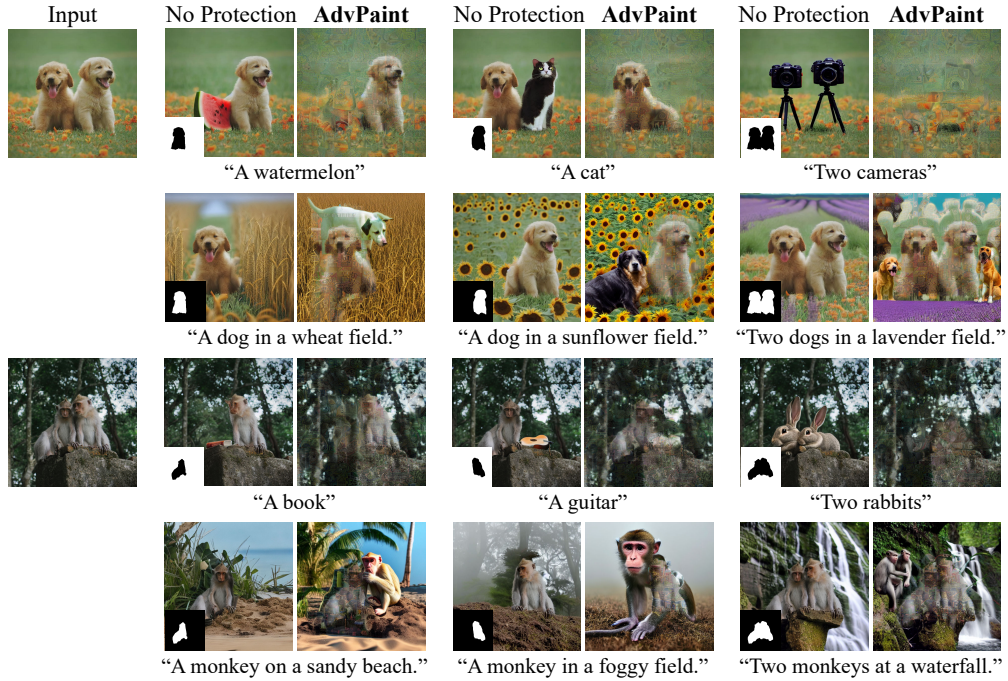 Input No Protection AdvPaint No Protection AdvPaint No Protection AdvPaint
“A watermelon” “A cat” “Two cameras”
“A dog in a wheat field.” “A dog in a sunflower field.” “Two dogs in a lavender field.”
“A book” “A guitar” “Two rabbits”
“A monkey on a sandy beach.” “A monkey in a foggy field.” “Two monkeys at a waterfall.”